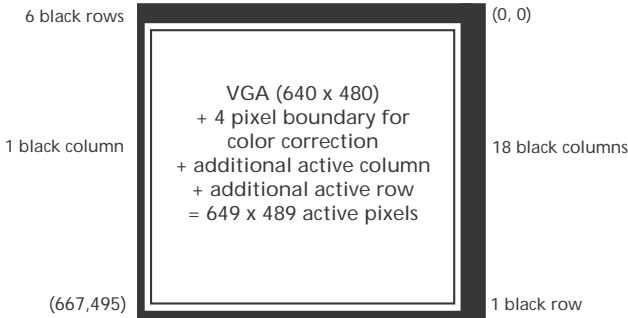 6 black rows
(0, 0)
VGA (640 x 480)
+ 4 pixel boundary for
color correction
+ additional active column
+ additional active row
= 649 x 489 active pixels
1 black column
18 black columns
(667,495)
1 black row